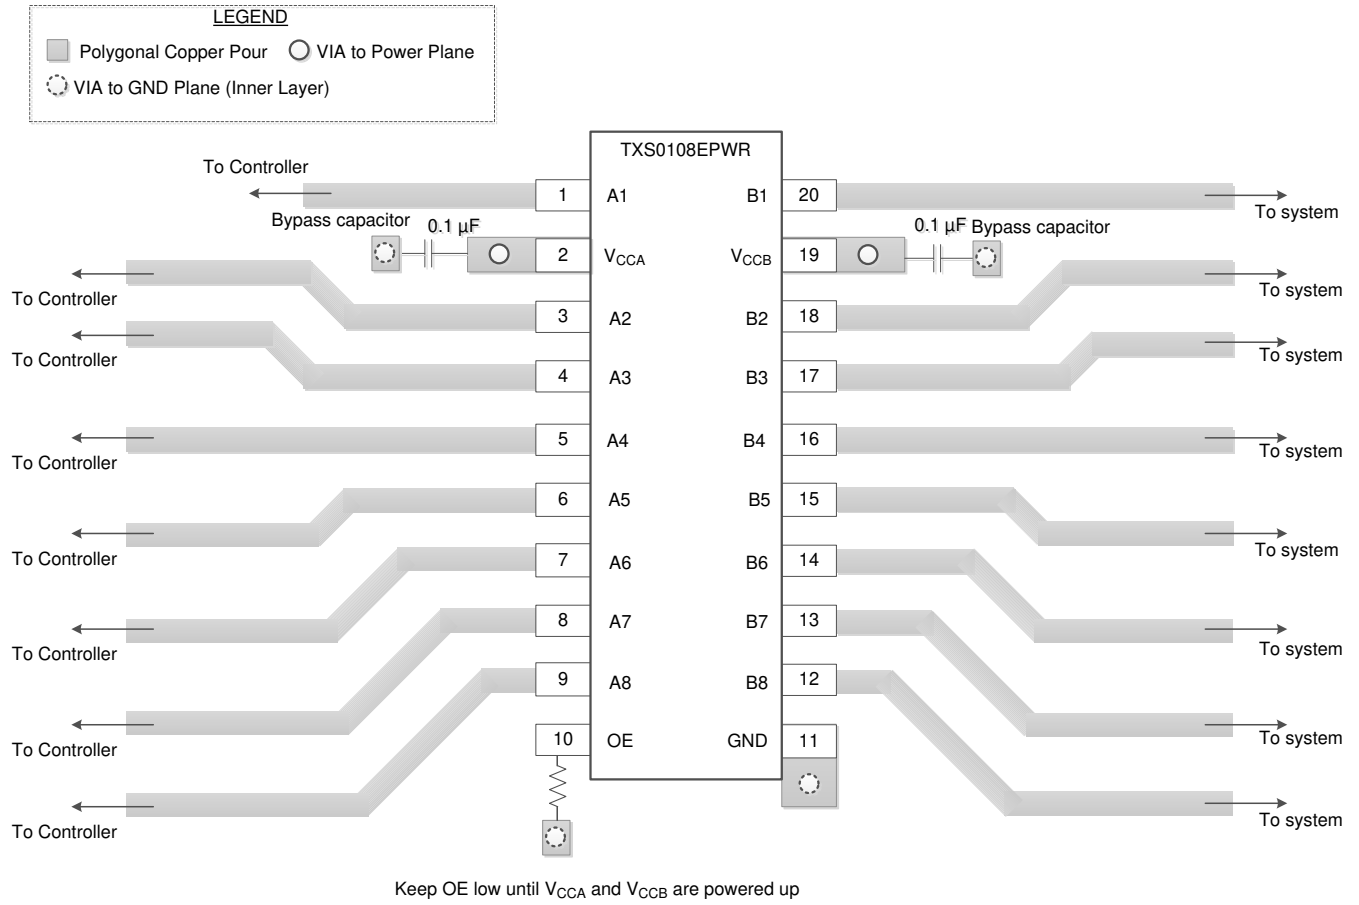 LEGEND
Polygonal Copper Pour
VIA to Power Plane
VIA to GND Plane (Inner Layer)
TXS0108EPWR
To Controller
1
A1
B1
20
To system
Bypass capacitor
0.1 µF
2
VCCA
VCCB
19
0.1 µF
Bypass capacitor
To Controller
3
A2
B2
18
To system
To Controller
4
A3
B3
17
To system
To Controller
5
A4
B4
16
To system
To Controller
6
A5
B5
15
To system
To Controller
7
A6
B6
14
To system
To Controller
8
A7
B7
13
To system
To Controller
9
A8
B8
12
To system
10
OE
GND
11
Keep OE low until VCCA and VCCB are powered up